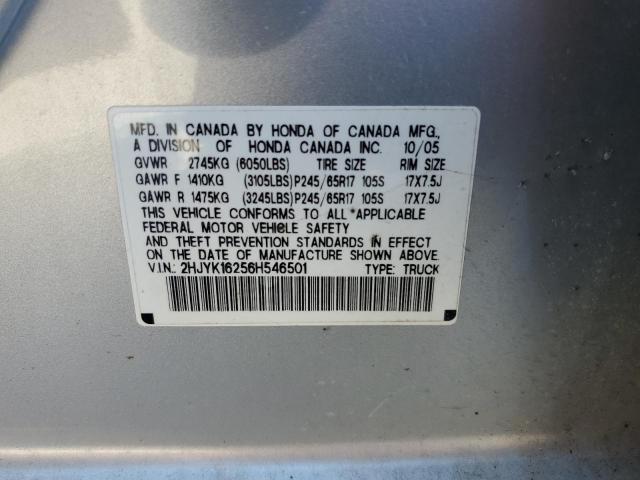 MFD. IN CANADA BY HONDA OF CANADA MFG.,
A DIVISION OF HONDA CANADA INC. 10/05
GVWR 2745KG (6050LBS) TIRE SIZE RIM SIZE
GAWR F 1410KG (3105LBS)P245/65R17 105S 17X7.5J
GAWR R 1475KG (3245LBS)P245/65R17 105S 17X7.5J
THIS VEHICLE CONFORMS TO ALL *APPLICABLE
FEDERAL MOTOR VEHICLE SAFETY
AND THEFT PREVENTION STANDARDS IN EFFECT
ON THE DATE OF MANUFACTURE SHOWN ABOVE.
V.I.N.: 2HJYK16256H546501 TYPE: TRUCK